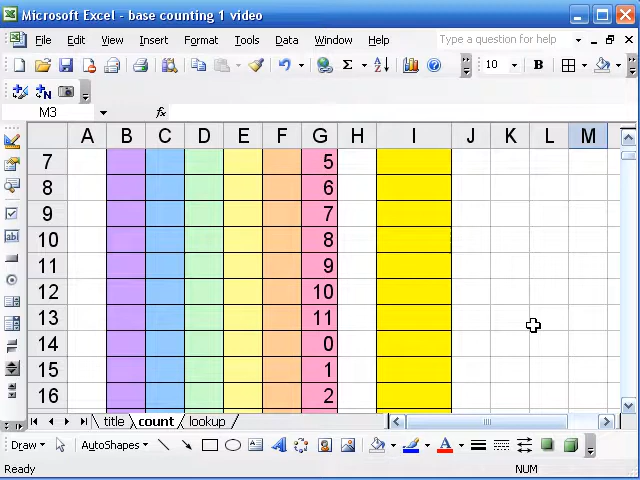 Microsoft Excel - base counting 1 video
File Edit View Insert Format Tools Data Window Help Type a question for help
Σ A Z 10 B
N
M3 fx
A B C D E F G H I J K L M
7 5
8 6
9 7
10 8
11 9
12 10
13 11
14 0
15 1
16 2
title count lookup
Draw AutoShapes A A
Ready NUM